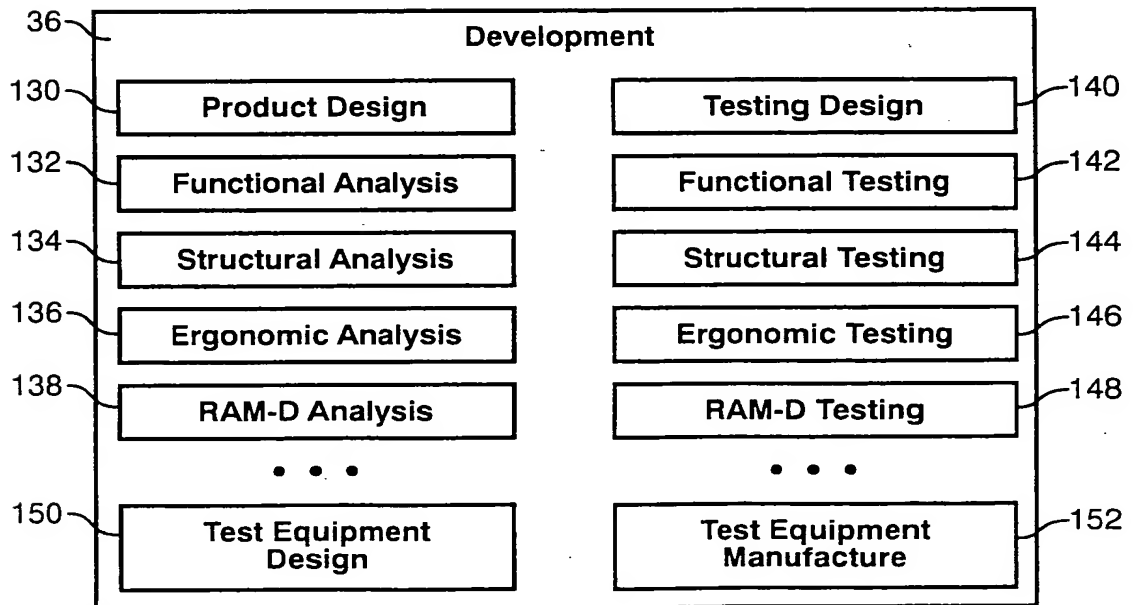 36
Development
130
Product Design
Testing Design
140
132
Functional Analysis
Functional Testing
142
134
Structural Analysis
Structural Testing
144
136
Ergonomic Analysis
Ergonomic Testing
146
138
RAM-D Analysis
RAM-D Testing
148
• • •
• • •
150
Test Equipment
Design
Test Equipment
Manufacture
152